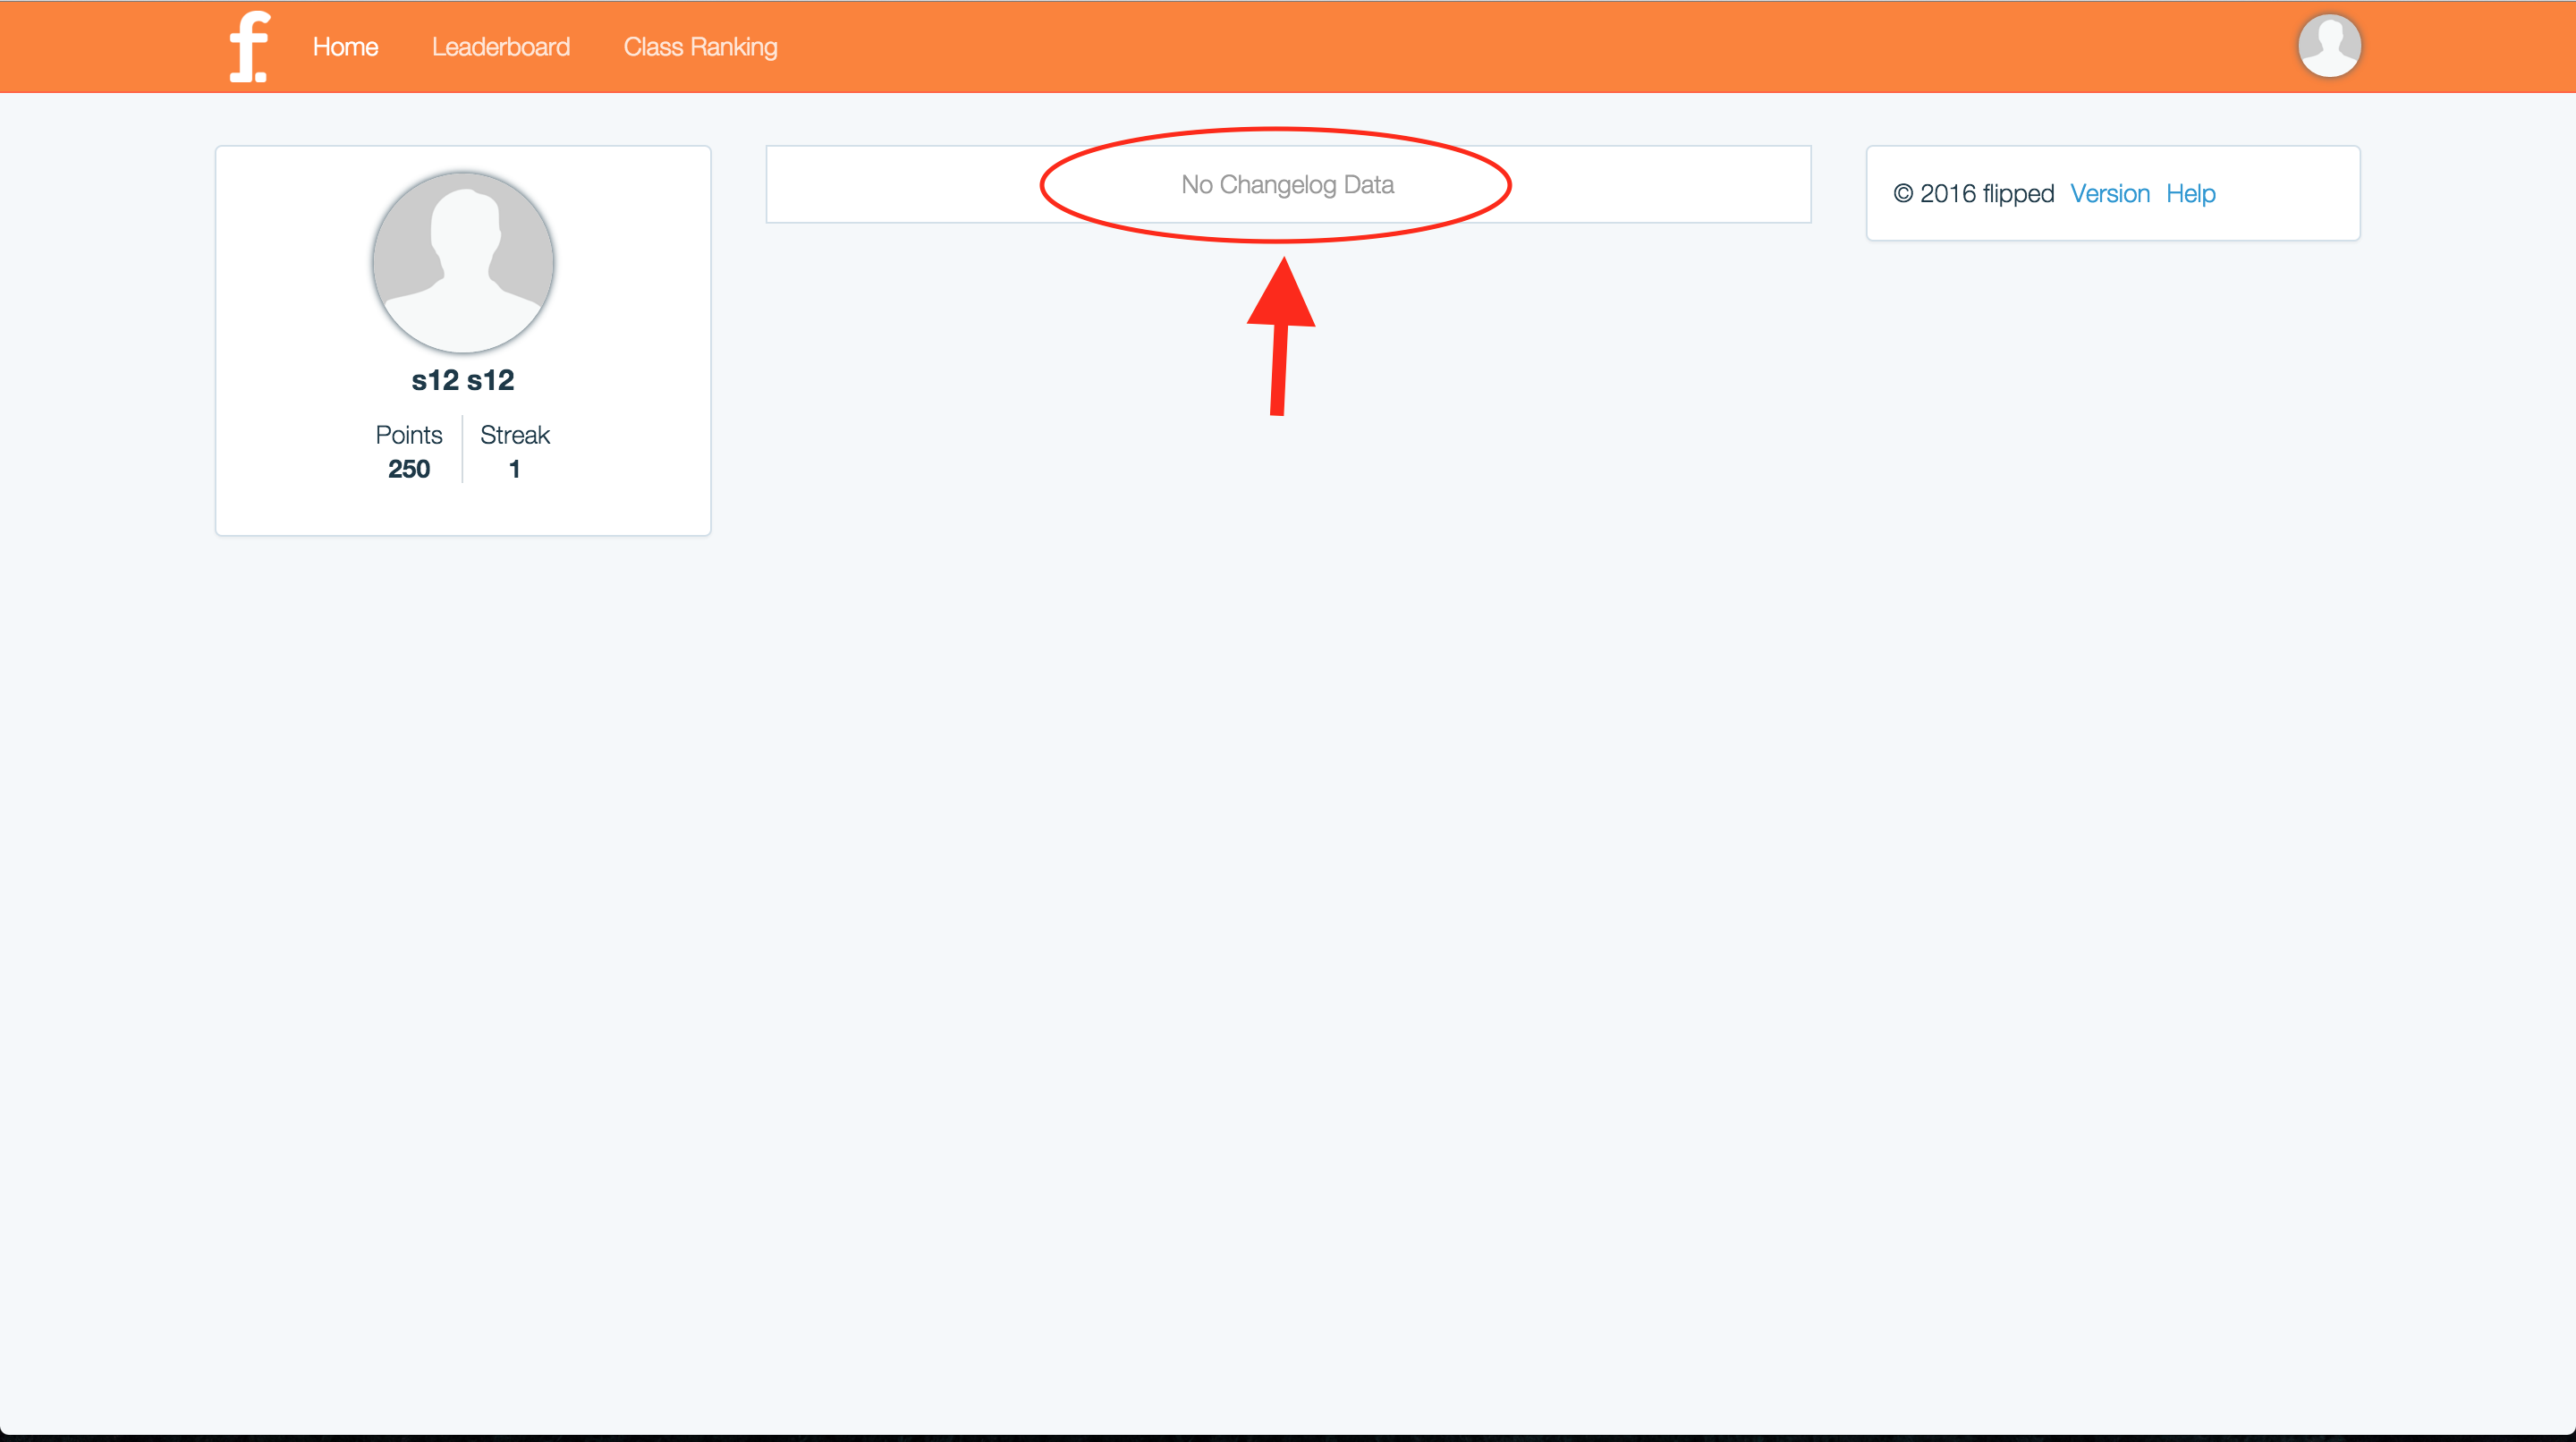 f.
Home Leaderboard Class Ranking
s12 s12
Points Streak
250 1
No Changelog Data
© 2016 flipped Version Help